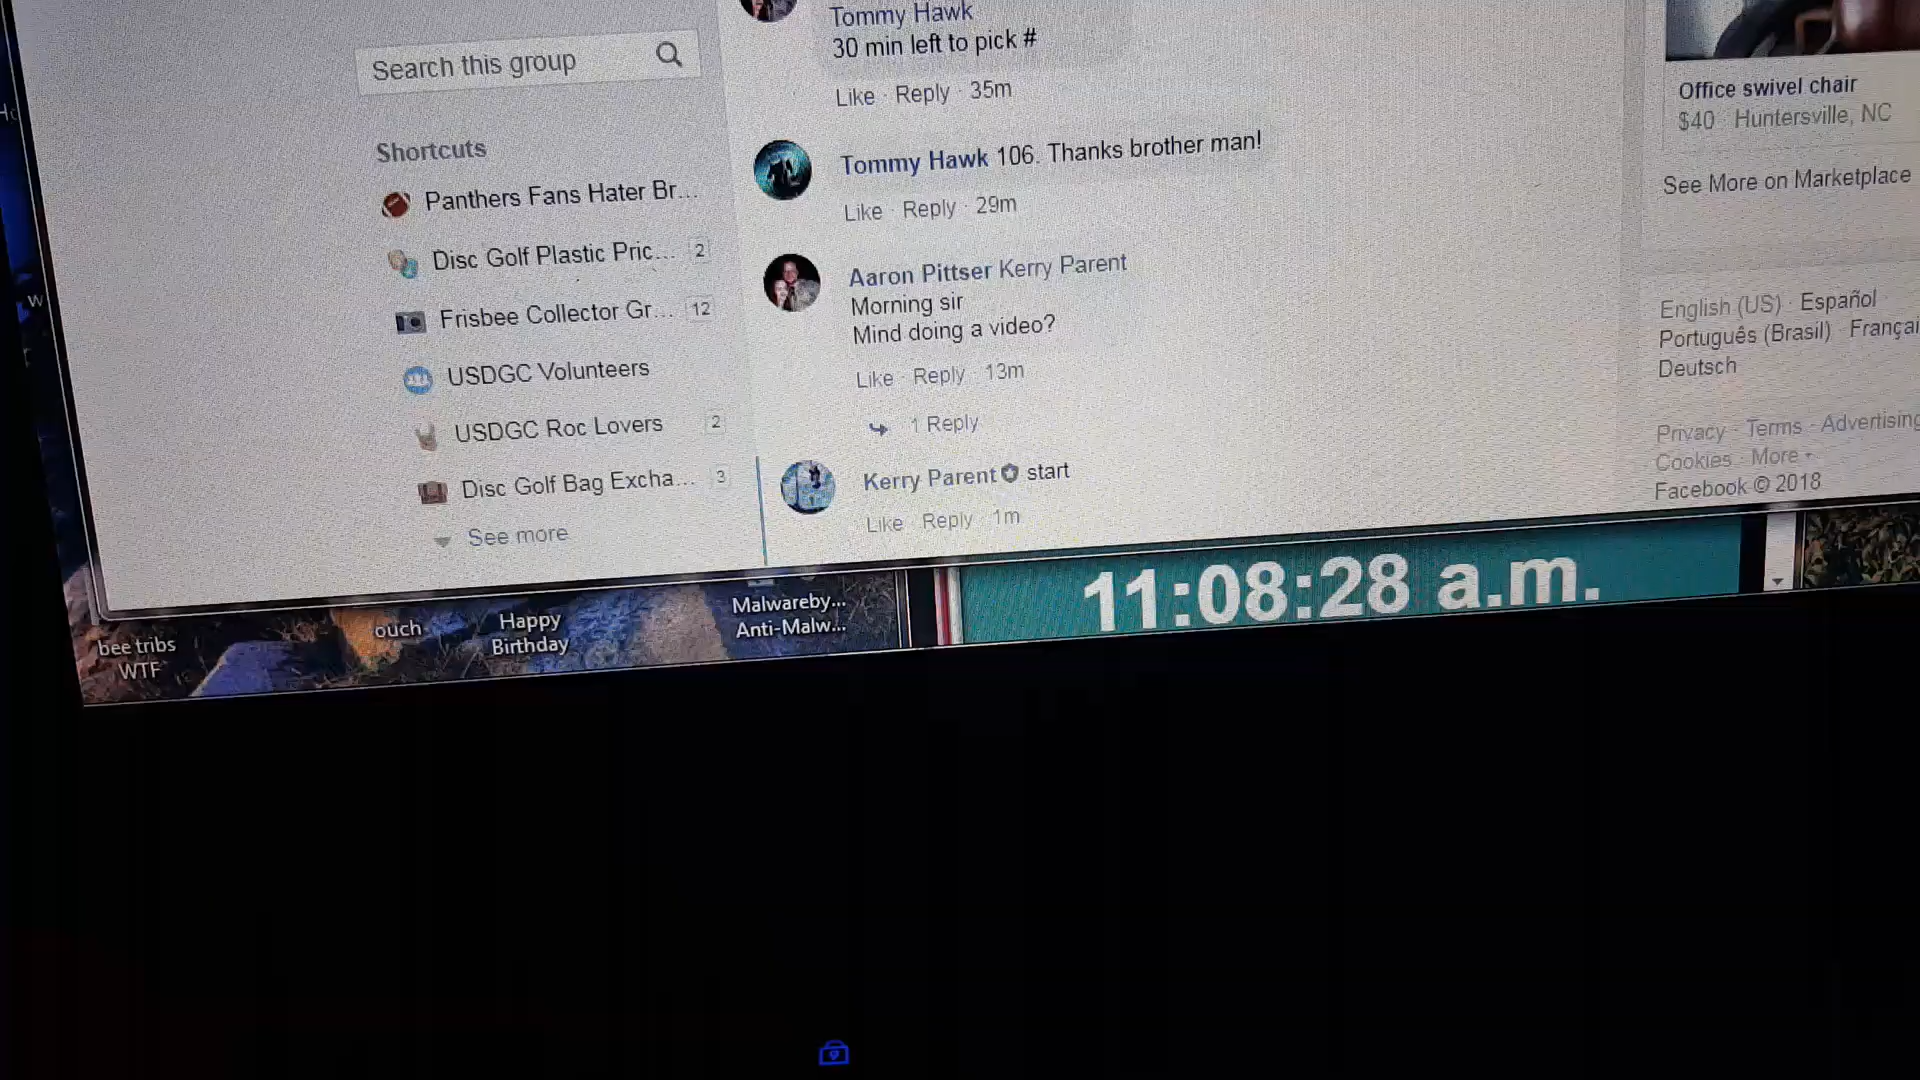 Search this group
Shortcuts
Panthers Fans Hater Br...
Disc Golf Plastic Pric... 2
Frisbee Collector Gr... 12
USDGC Volunteers
USDGC Roc Lovers 2
Disc Golf Bag Excha... 3
See more
Tommy Hawk
30 min left to pick #
Like · Reply · 35m
Tommy Hawk 106. Thanks brother man!
Like · Reply · 29m
Aaron Pittser Kerry Parent
Morning sir
Mind doing a video?
Like · Reply · 13m
1 Reply
Kerry Parent start
Like · Reply · 1m
Office swivel chair
$40 · Huntersville, NC
See More on Marketplace
English (US) · Español
Português (Brasil) · Françai
Deutsch
Privacy · Terms · Advertising
Cookies · More
Facebook © 2018
bee tribs
WTF
ouch
Happy
Birthday
Malwareby...
Anti-Malw...
11:08:28 a.m.